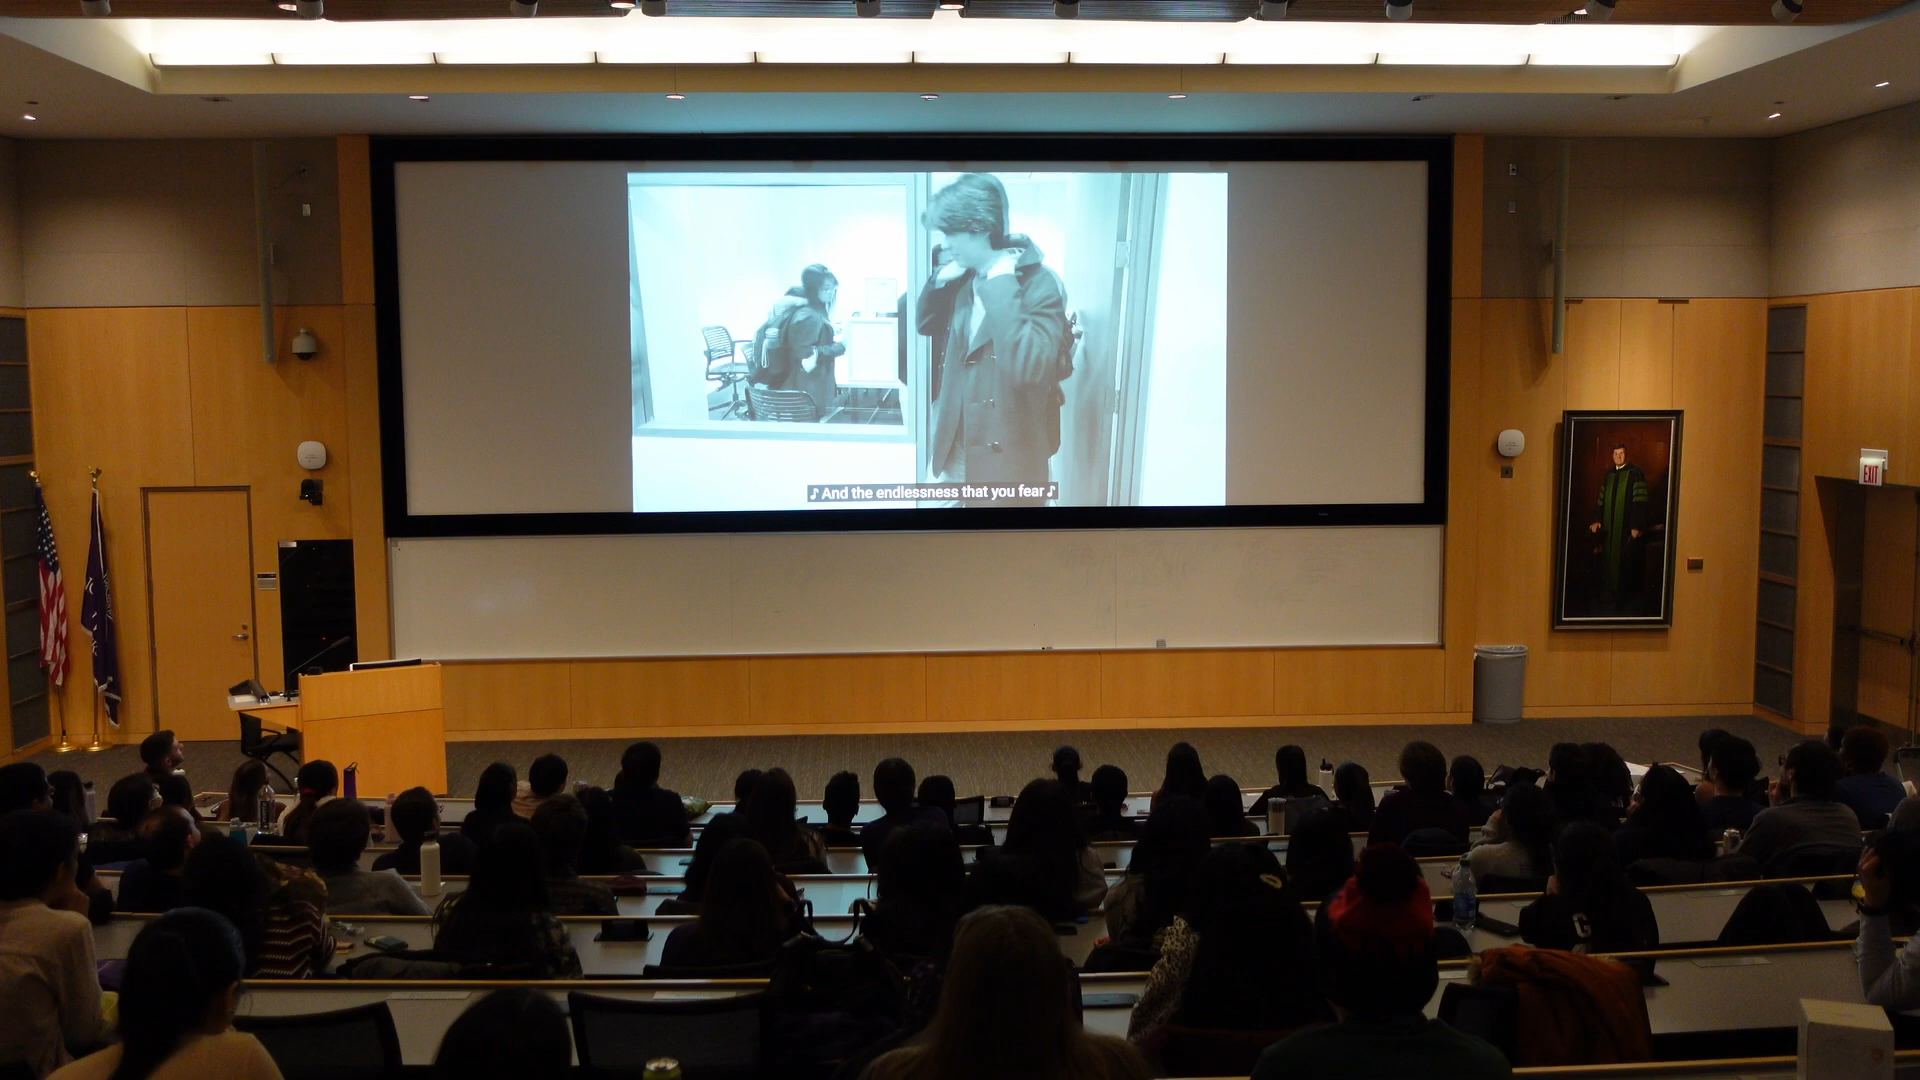 ♪ And the endlessness that you fear ♪
EXIT
G